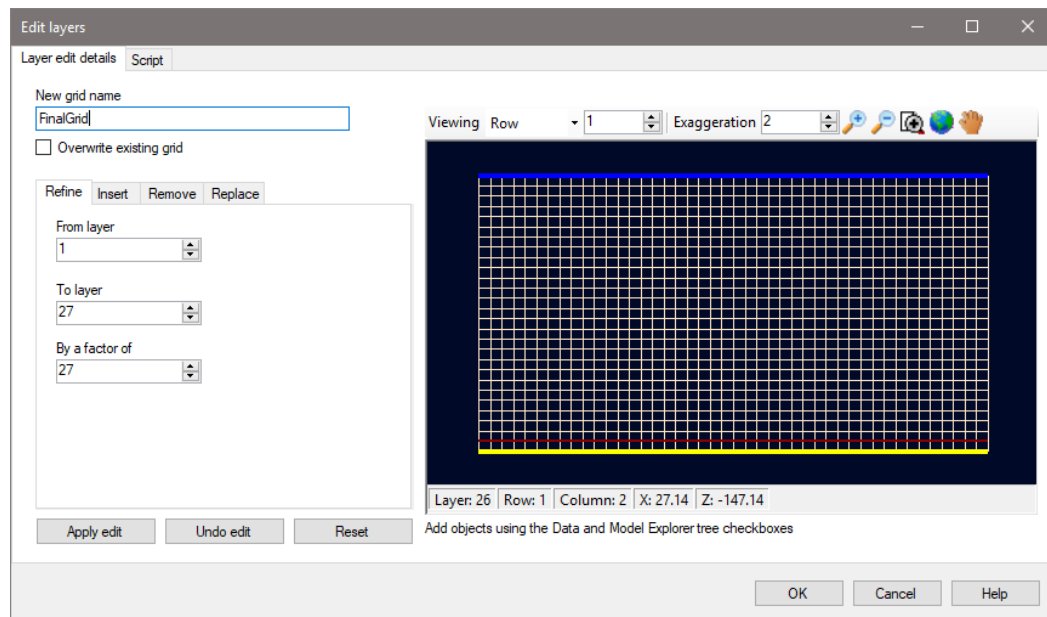 Edit layers
Layer edit details Script
New grid name
FinalGrid
Overwrite existing grid
Viewing Row 1 Exaggeration 2
Refine Insert Remove Replace
From layer
1
To layer
27
By a factor of
27
Layer: 26 Row: 1 Column: 2 X: 27.14 Z: -147.14
Apply edit Undo edit Reset
Add objects using the Data and Model Explorer tree checkboxes
OK Cancel Help